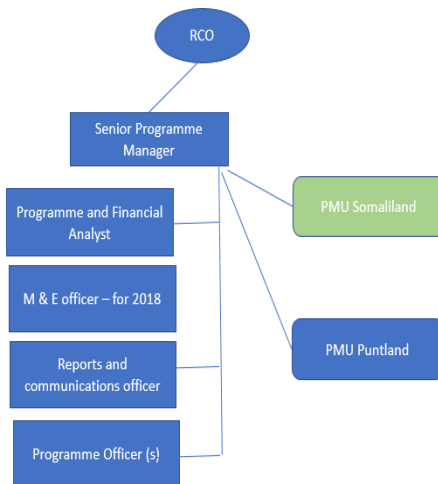 RCO
Senior Programme
Manager
PMU Somaliland
Programme and Financial
Analyst
M & E officer – for 2018
Reports and
communications officer
PMU Puntland
Programme Officer (s)